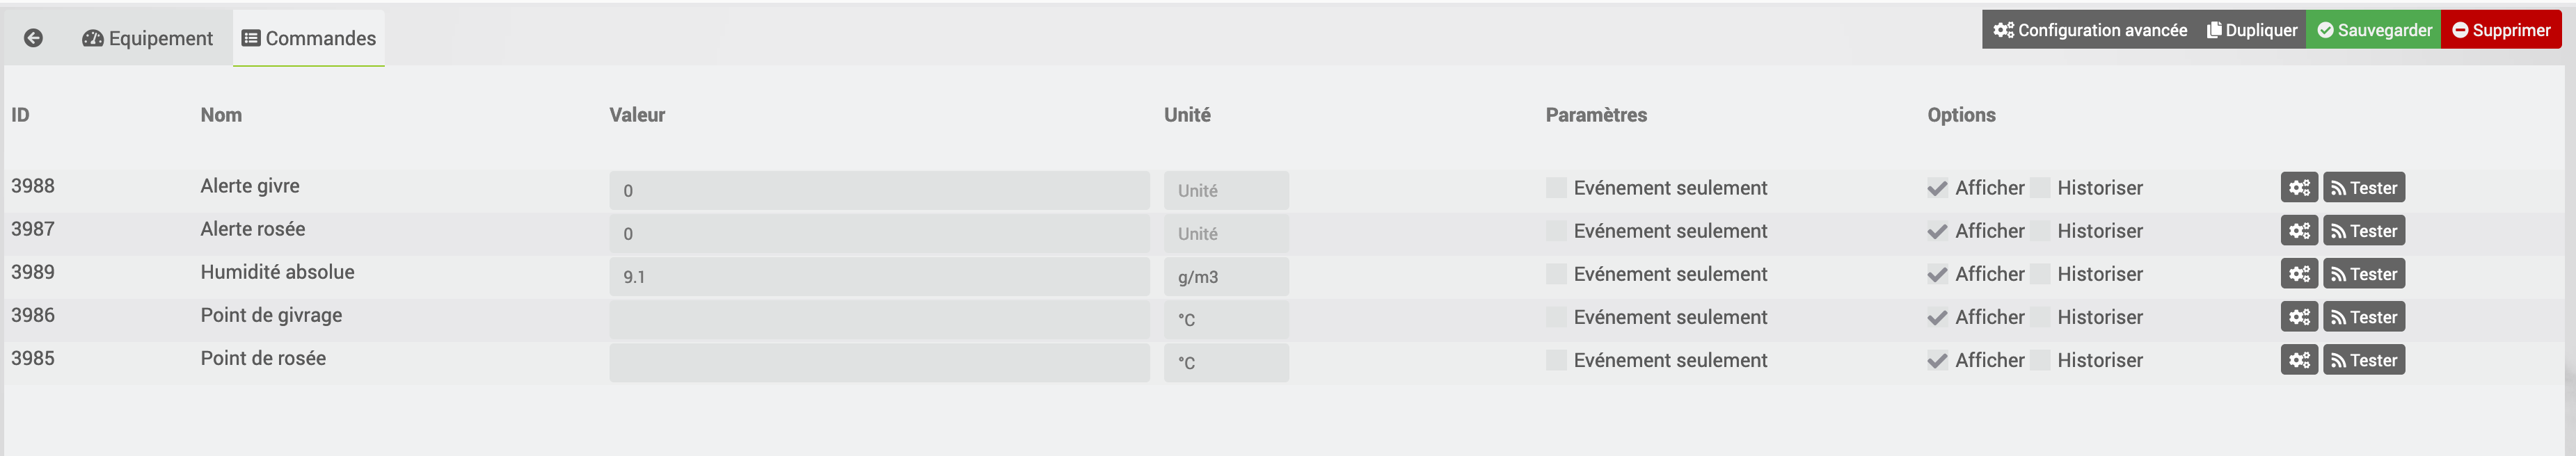 Equipement Commandes Configuration avancée Dupliquer Sauvegarder Supprimer
ID Nom Valeur Unité Paramètres Options
3988 Alerte givre 0 Unité Evénement seulement Afficher Historiser Tester
3987 Alerte rosée 0 Unité Evénement seulement Afficher Historiser Tester
3989 Humidité absolue 9.1 g/m3 Evénement seulement Afficher Historiser Tester
3986 Point de givrage °C Evénement seulement Afficher Historiser Tester
3985 Point de rosée °C Evénement seulement Afficher Historiser Tester